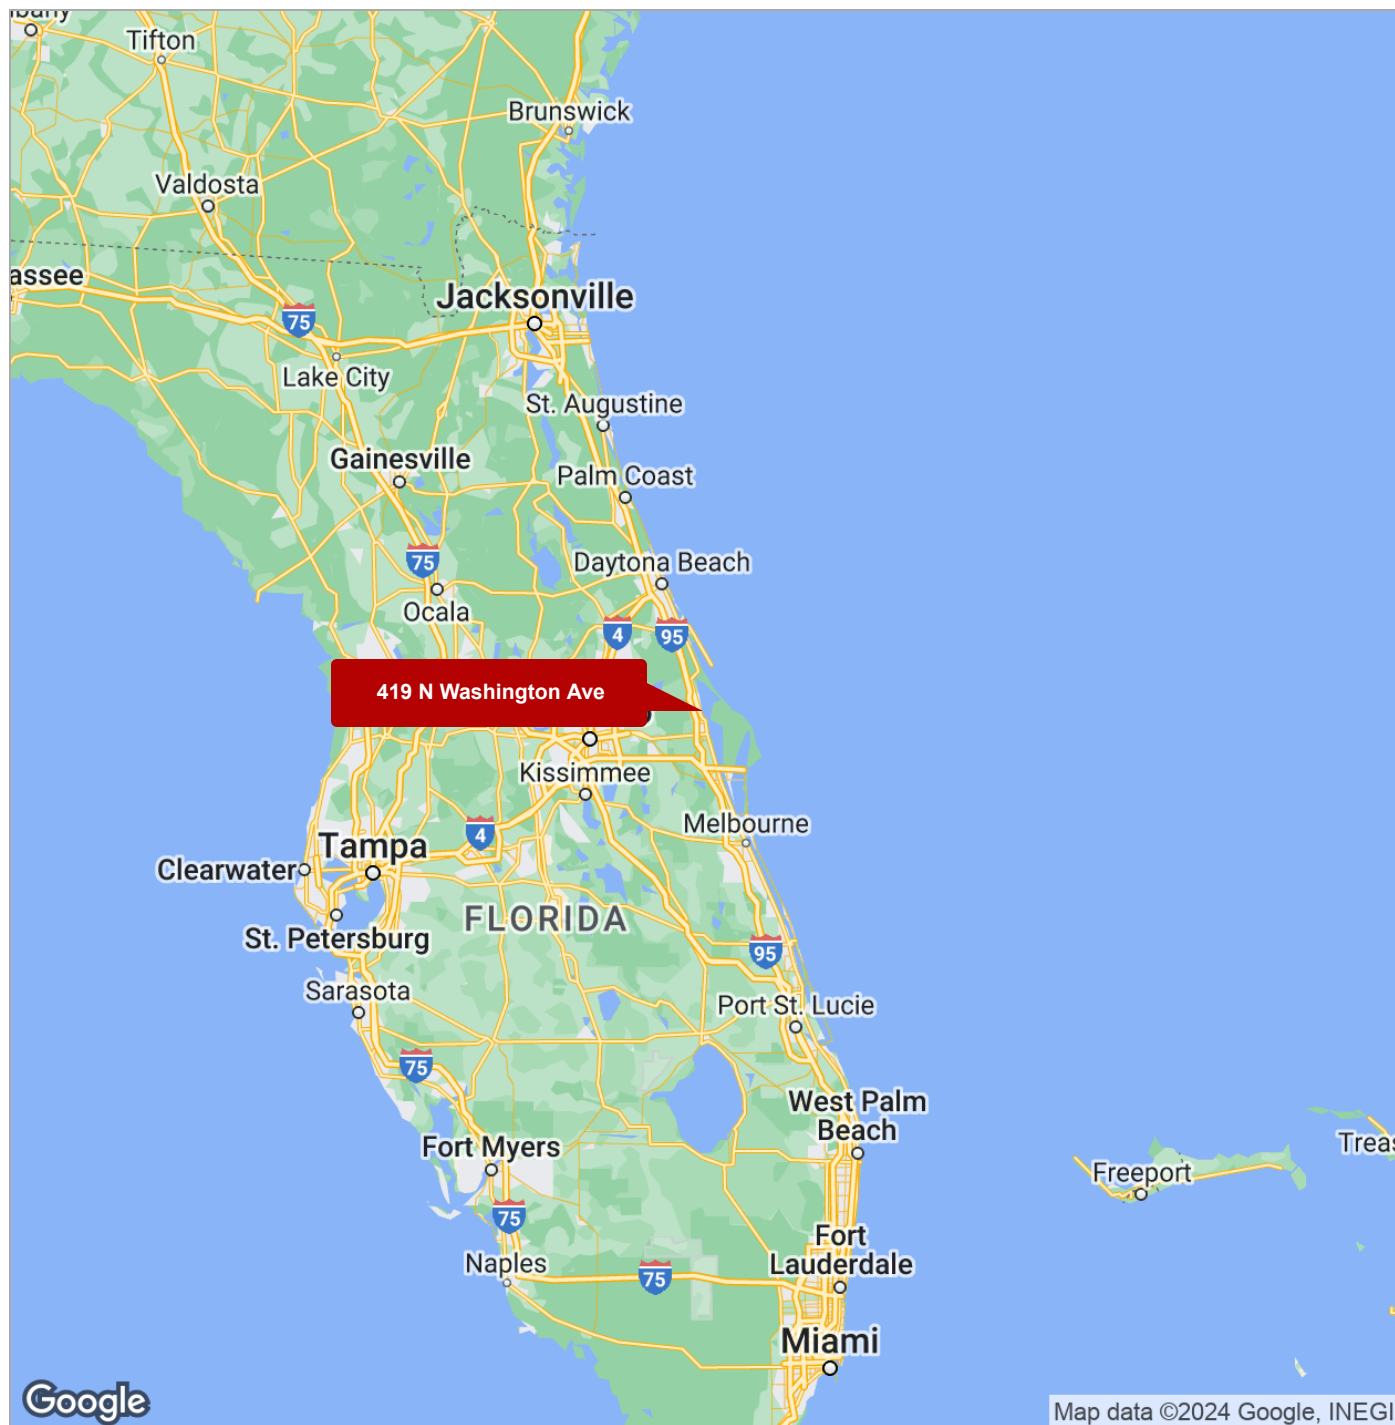 Tifton
Brunswick
Valdosta
assee
Jacksonville
75
Lake City
St. Augustine
Gainesville
Palm Coast
75
Daytona Beach
Ocala
4
95
419 N Washington Ave
Kissimmee
4
Melbourne
Tampa
Clearwater
FLORIDA
St. Petersburg
95
Sarasota
Port St. Lucie
75
West Palm
Beach
Fort Myers
Treas
Freeport
75
Fort
Lauderdale
Naples
75
Miami
Google
Map data ©2024 Google, INEGI